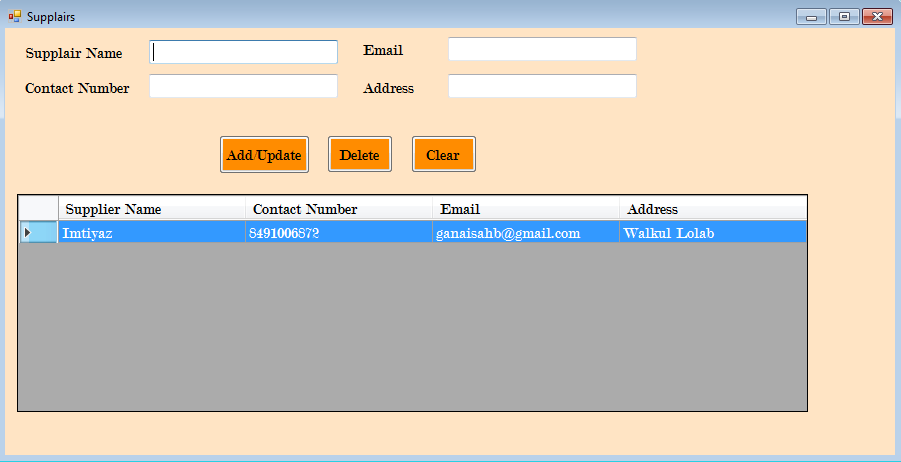 Supplairs
Supplair Name Email
Contact Number Address
Add/Update Delete Clear
Supplier Name Contact Number Email Address
Imtiyaz 8491006872 ganaisahb@gmail.com Walkul Lolab